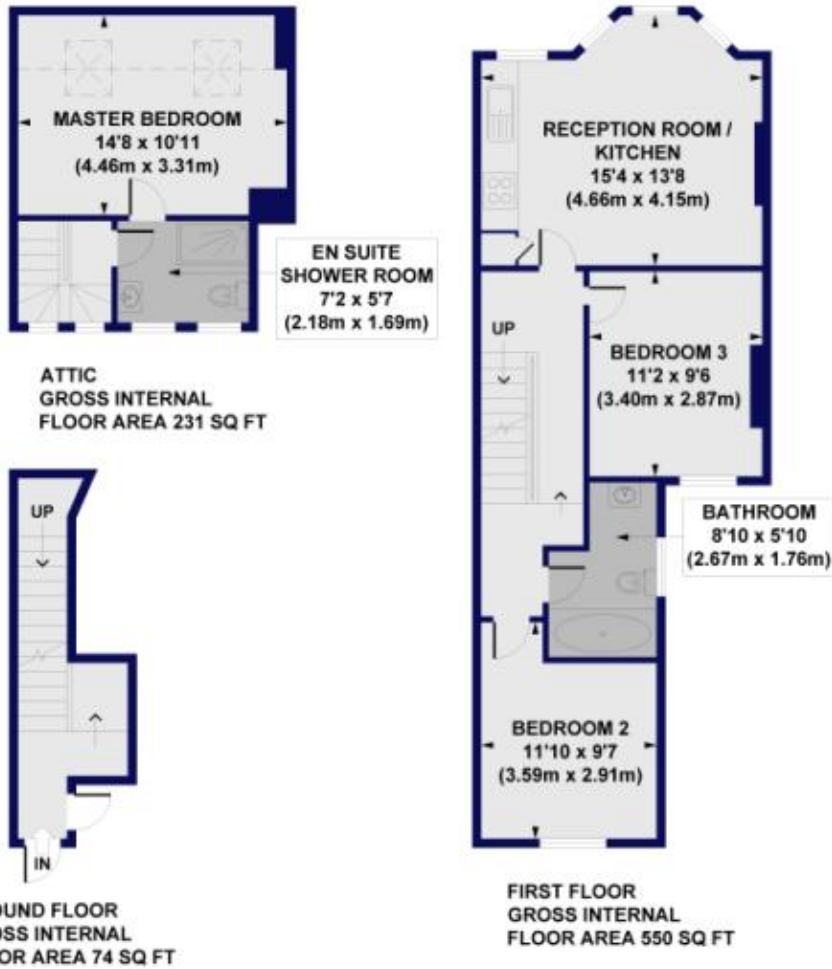 MASTER BEDROOM
14'8 x 10'11
(4.46m x 3.31m)
EN SUITE
SHOWER ROOM
7'2 x 5'7
(2.18m x 1.69m)
ATTIC
GROSS INTERNAL
FLOOR AREA 231 SQ FT
UP
IN
OUND FLOOR
OSS INTERNAL
OOR AREA 74 SQ FT
RECEPTION ROOM /
KITCHEN
15'4 x 13'8
(4.66m x 4.15m)
UP
BEDROOM 3
11'2 x 9'6
(3.40m x 2.87m)
BATHROOM
8'10 x 5'10
(2.67m x 1.76m)
BEDROOM 2
11'10 x 9'7
(3.59m x 2.91m)
FIRST FLOOR
GROSS INTERNAL
FLOOR AREA 550 SQ FT